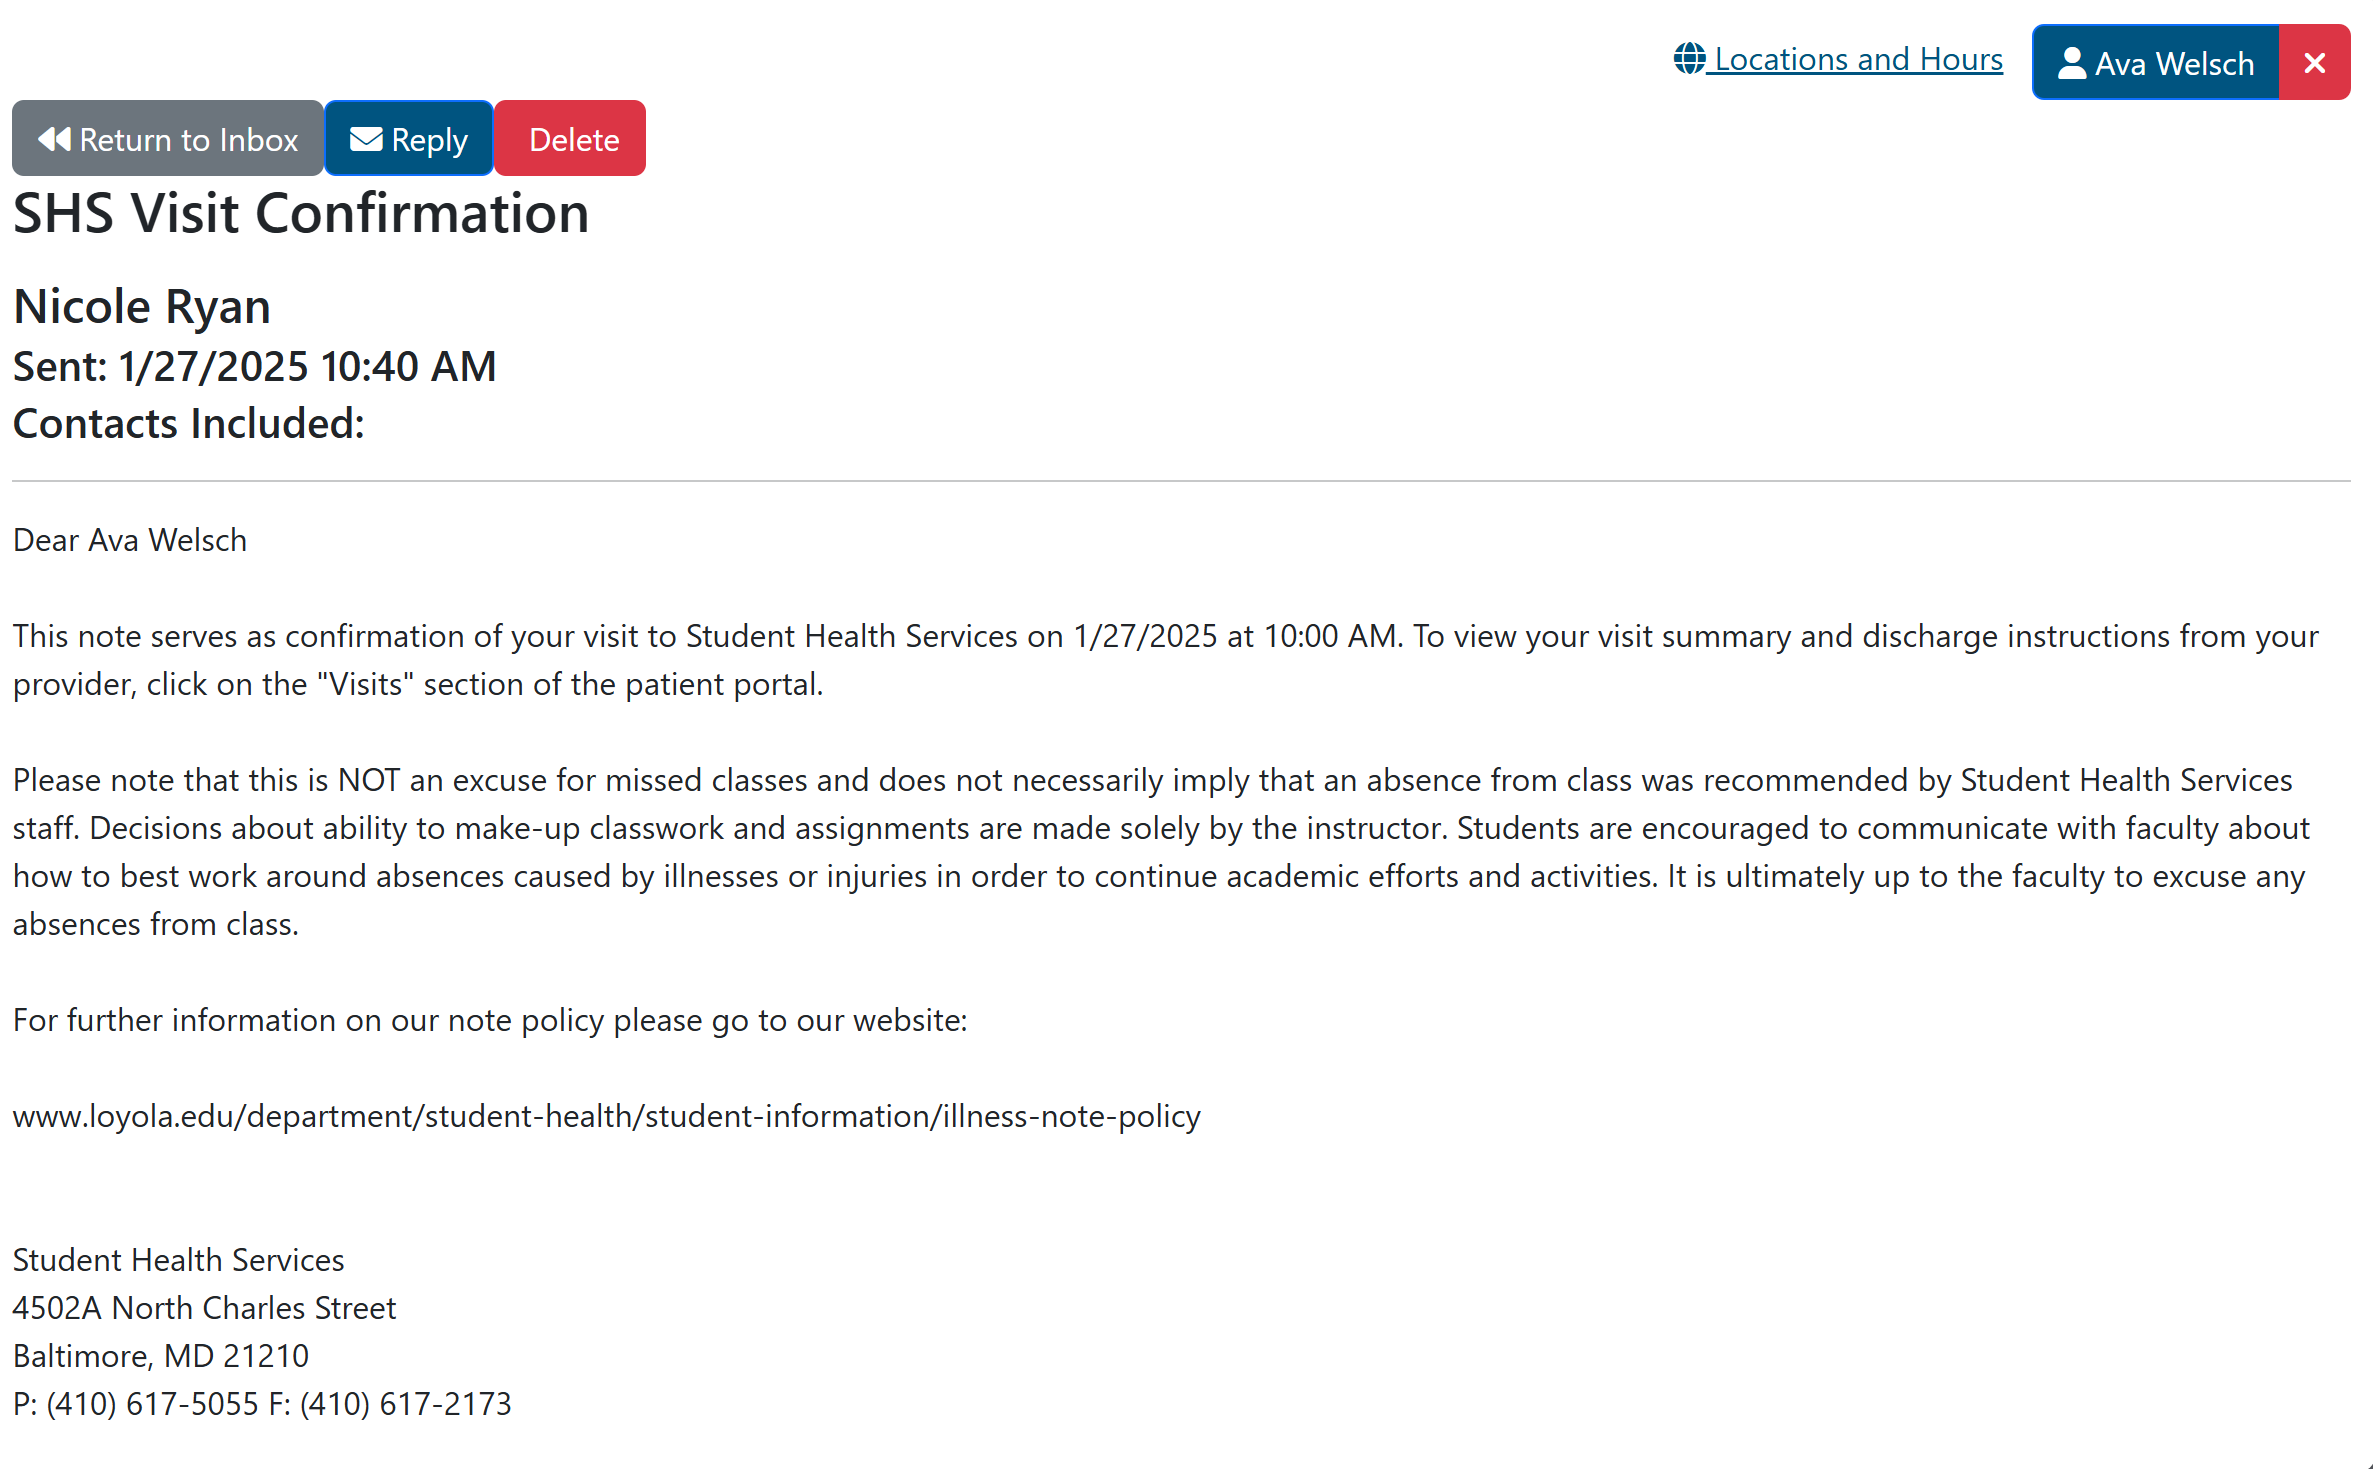 Locations and Hours
Ava Welsch
Return to Inbox
Reply
Delete
SHS Visit Confirmation
Nicole Ryan
Sent: 1/27/2025 10:40 AM
Contacts Included:
Dear Ava Welsch
This note serves as confirmation of your visit to Student Health Services on 1/27/2025 at 10:00 AM. To view your visit summary and discharge instructions from your
provider, click on the "Visits" section of the patient portal.
Please note that this is NOT an excuse for missed classes and does not necessarily imply that an absence from class was recommended by Student Health Services
staff. Decisions about ability to make-up classwork and assignments are made solely by the instructor. Students are encouraged to communicate with faculty about
how to best work around absences caused by illnesses or injuries in order to continue academic efforts and activities. It is ultimately up to the faculty to excuse any
absences from class.
For further information on our note policy please go to our website:
www.loyola.edu/department/student-health/student-information/illness-note-policy
Student Health Services
4502A North Charles Street
Baltimore, MD 21210
P: (410) 617-5055 F: (410) 617-2173